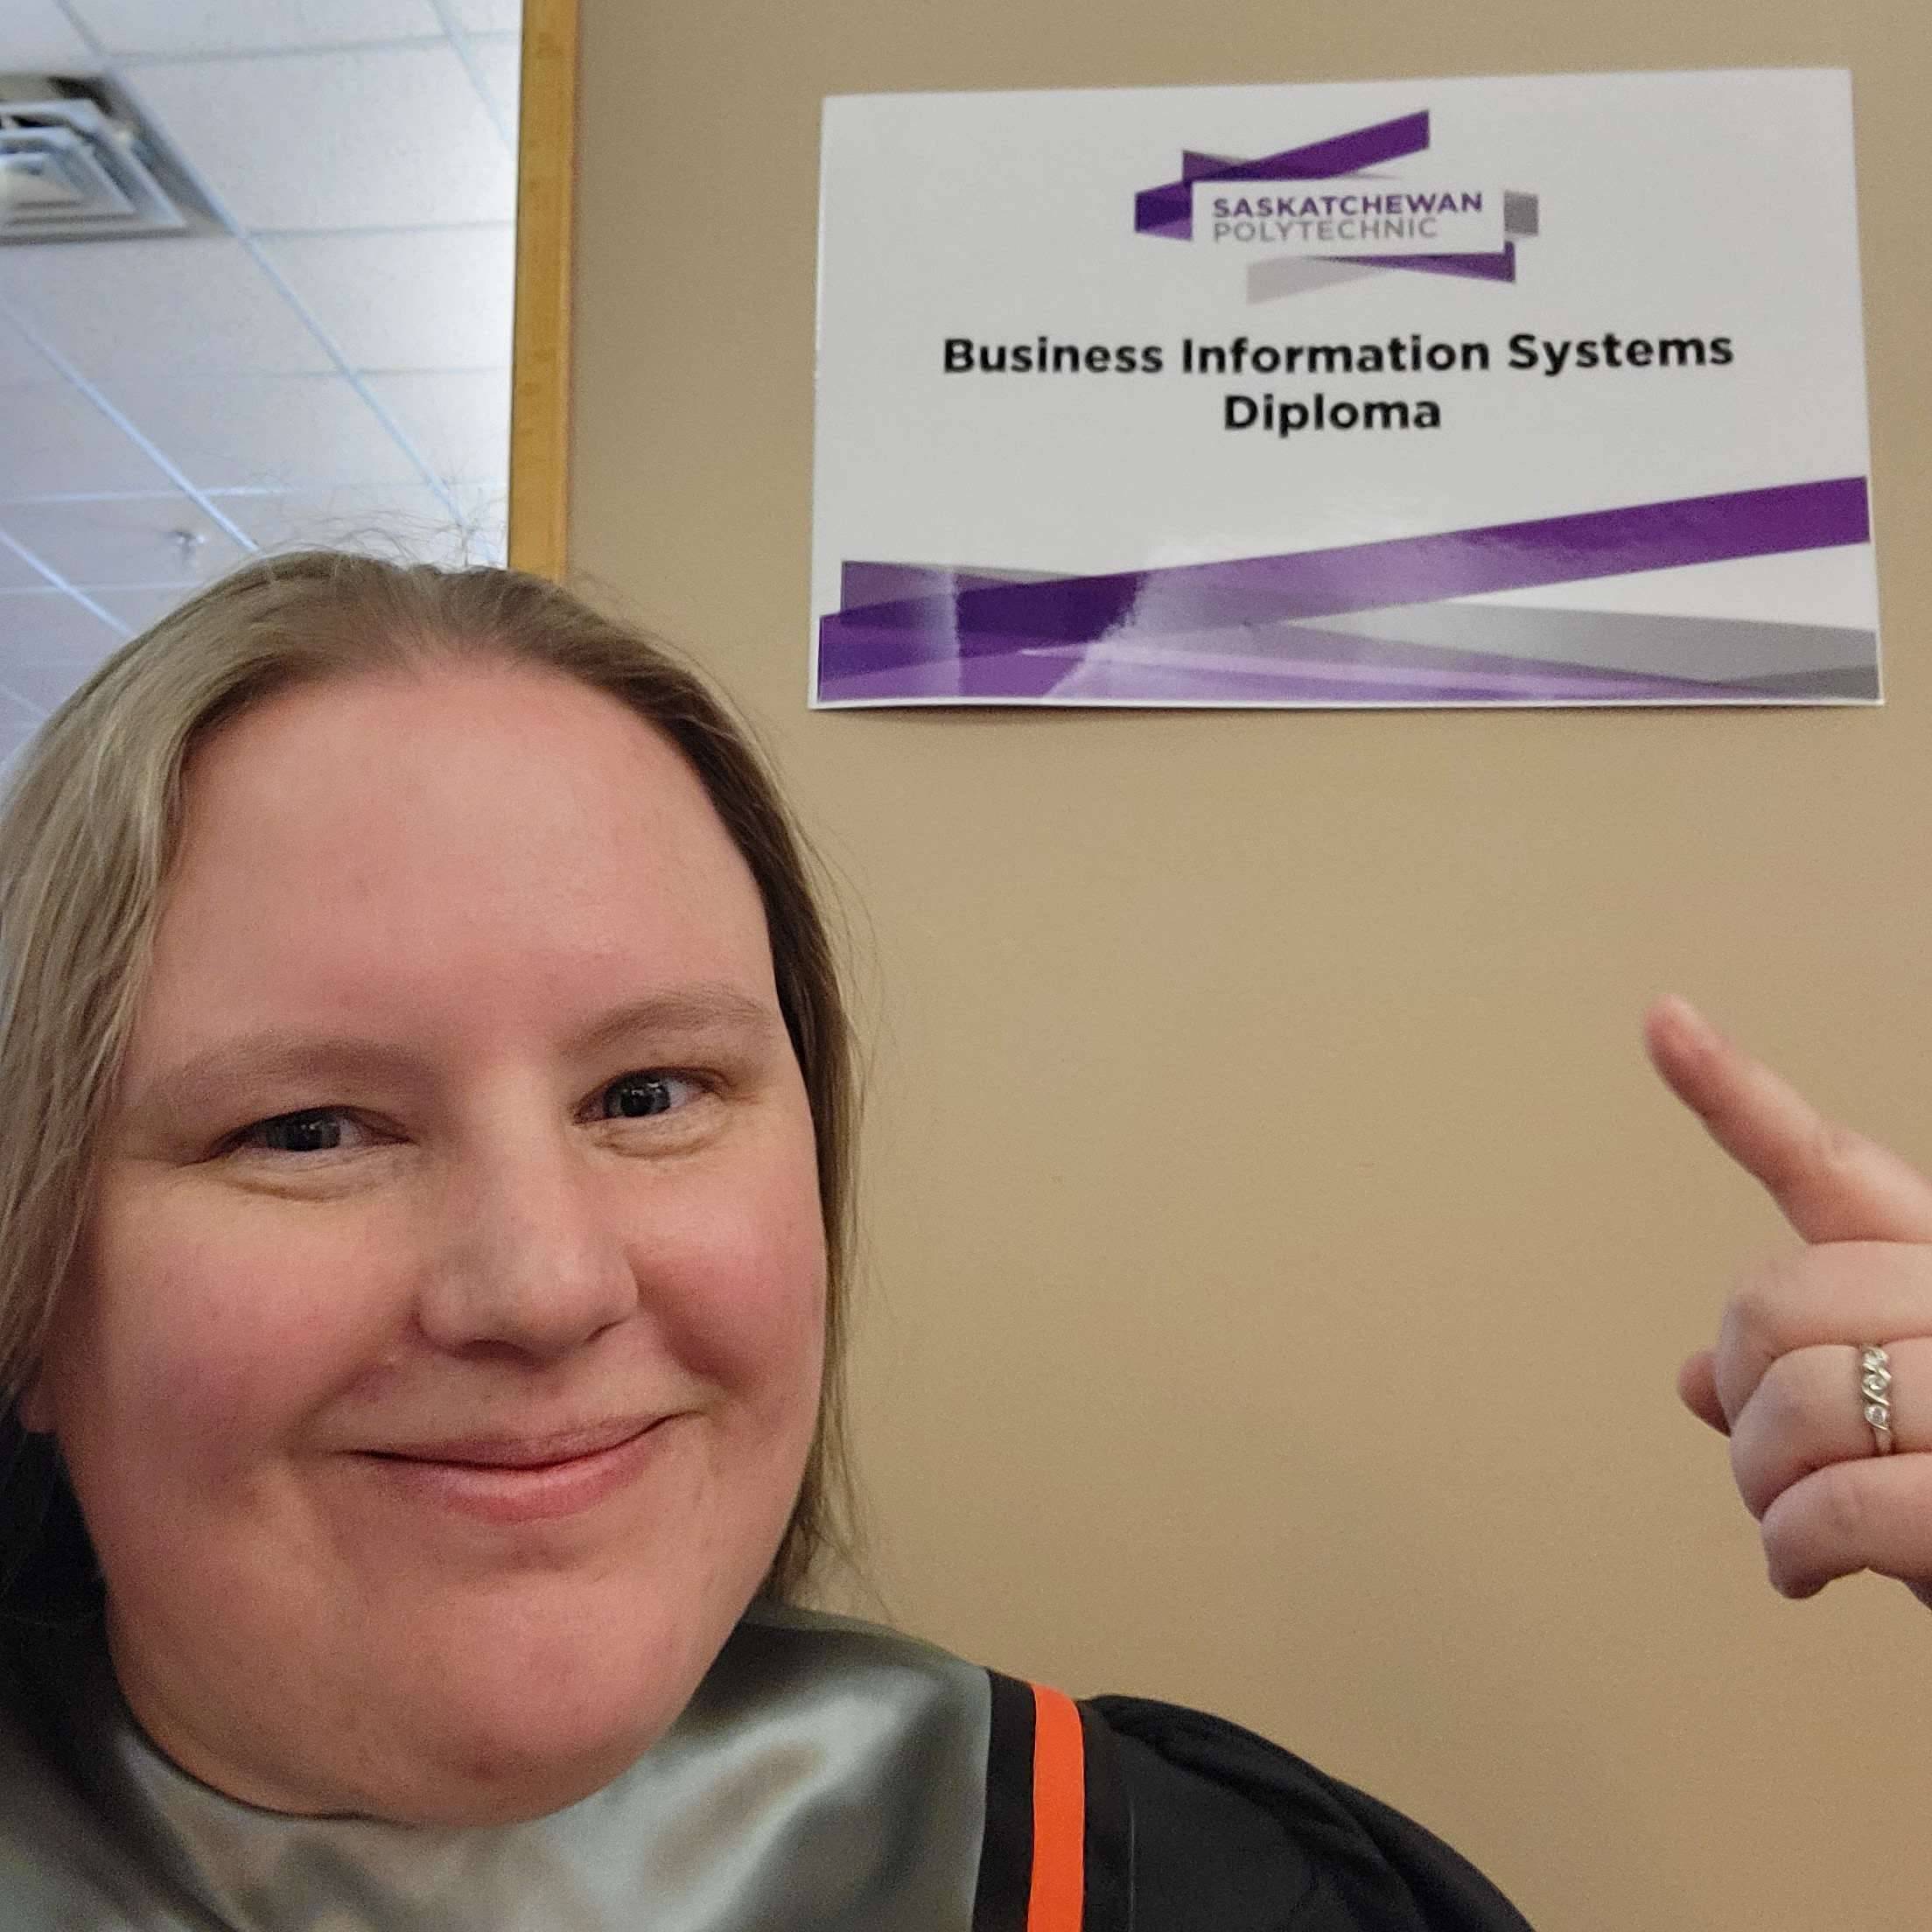 SASKATCHEWAN
POLYTECHNIC
Business Information Systems
Diploma